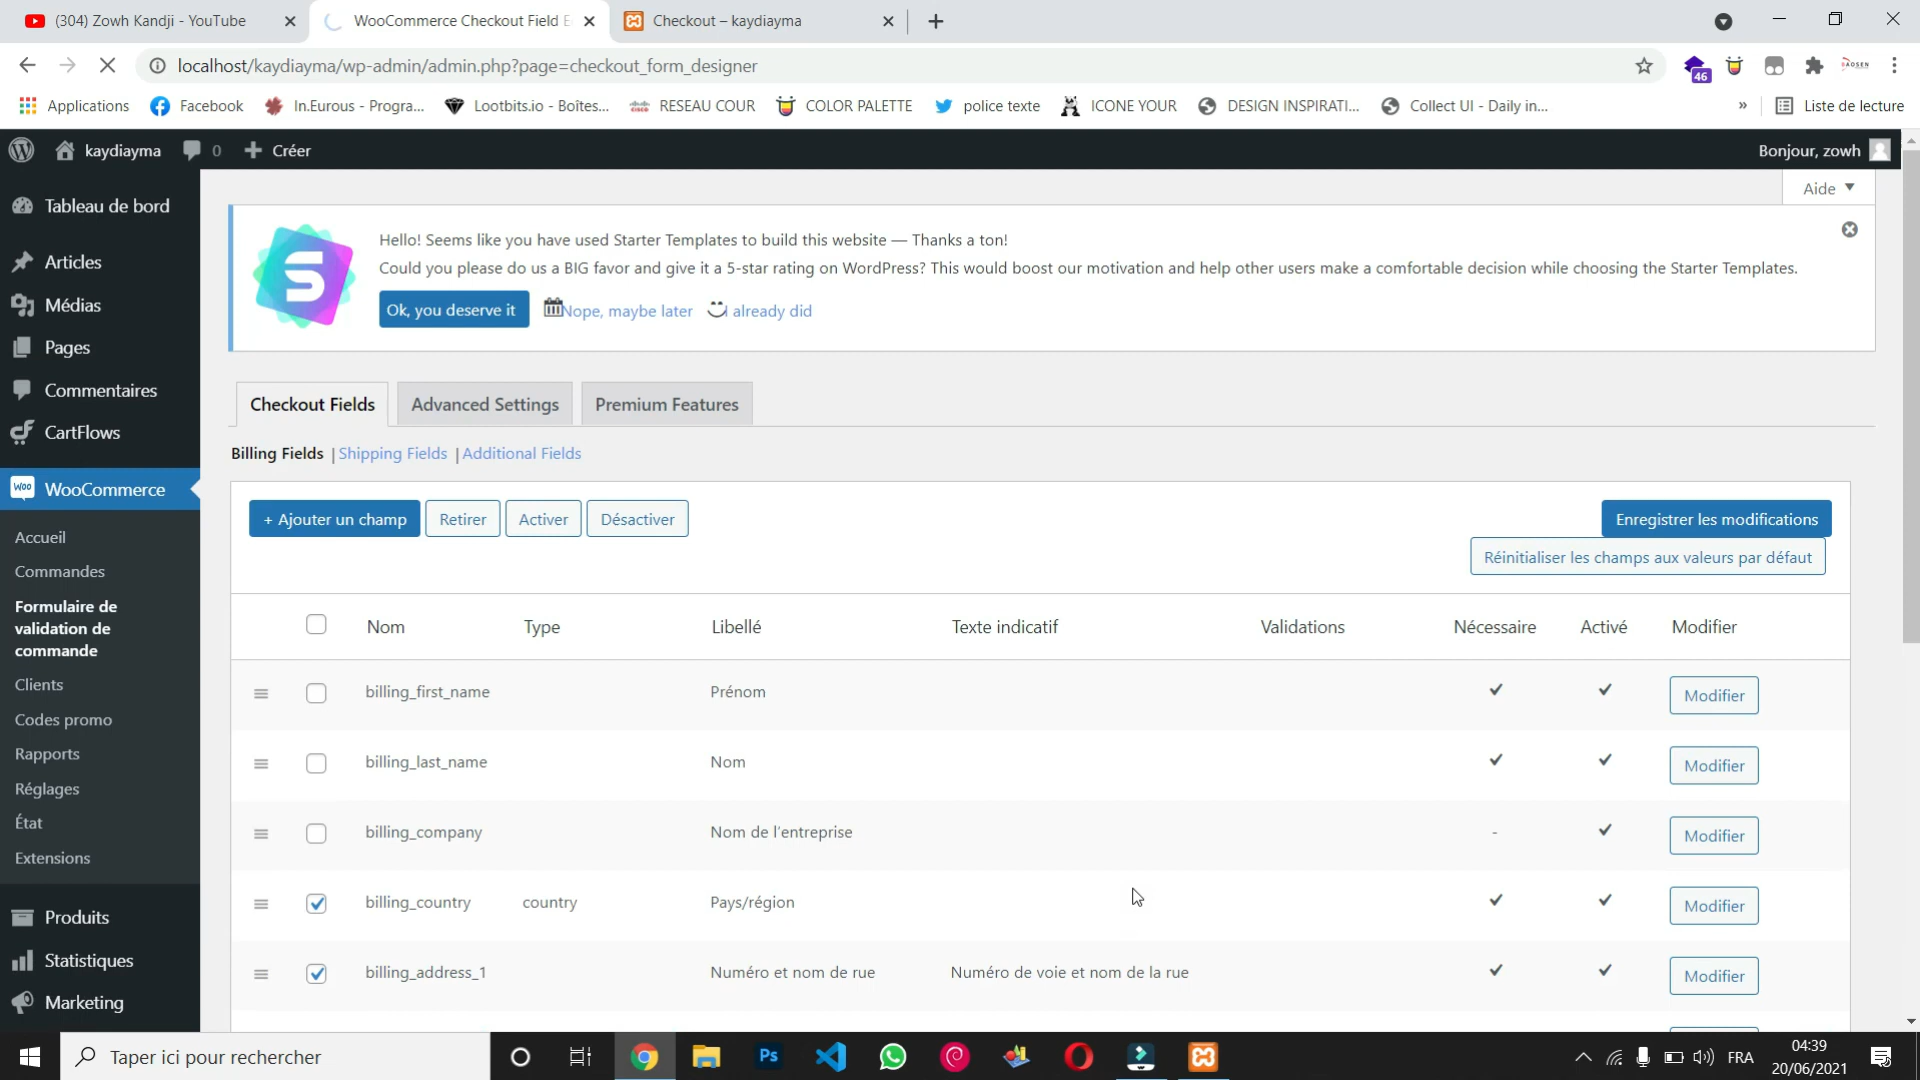 (304) Zowh Kandji - YouTube
WooCommerce Checkout Field E
Checkout – kaydiayma
localhost/kaydiayma/wp-admin/admin.php?page=checkout_form_designer
46
Applications
Facebook
In.Eurous - Progra...
Lootbits.io - Boîtes...
RESEAU COUR
COLOR PALETTE
police texte
ICONE YOUR
DESIGN INSPIRATI...
Collect UI - Daily in...
»
Liste de lecture
kaydiayma
0
Créer
Bonjour, zowh
Aide
Tableau de bord
Articles
Médias
Pages
Commentaires
CartFlows
WooCommerce
Accueil
Commandes
Formulaire de
validation de
commande
Clients
Codes promo
Rapports
Réglages
État
Extensions
Produits
Statistiques
Marketing
Hello! Seems like you have used Starter Templates to build this website — Thanks a ton!
Could you please do us a BIG favor and give it a 5-star rating on WordPress? This would boost our motivation and help other users make a comfortable decision while choosing the Starter Templates.
Ok, you deserve it
Nope, maybe later
I already did
Checkout Fields
Advanced Settings
Premium Features
Billing Fields | Shipping Fields | Additional Fields
+ Ajouter un champ
Retirer
Activer
Désactiver
Enregistrer les modifications
Réinitialiser les champs aux valeurs par défaut
Nom Type Libellé Texte indicatif Validations Nécessaire Activé Modifier
billing_first_name Prénom ✔ ✔ Modifier
billing_last_name Nom ✔ ✔ Modifier
billing_company Nom de l'entreprise - ✔ Modifier
billing_country country Pays/région ✔ ✔ Modifier
billing_address_1 Numéro et nom de rue Numéro de voie et nom de la rue ✔ ✔ Modifier
Taper ici pour rechercher
Ps
FRA
04:39
20/06/2021